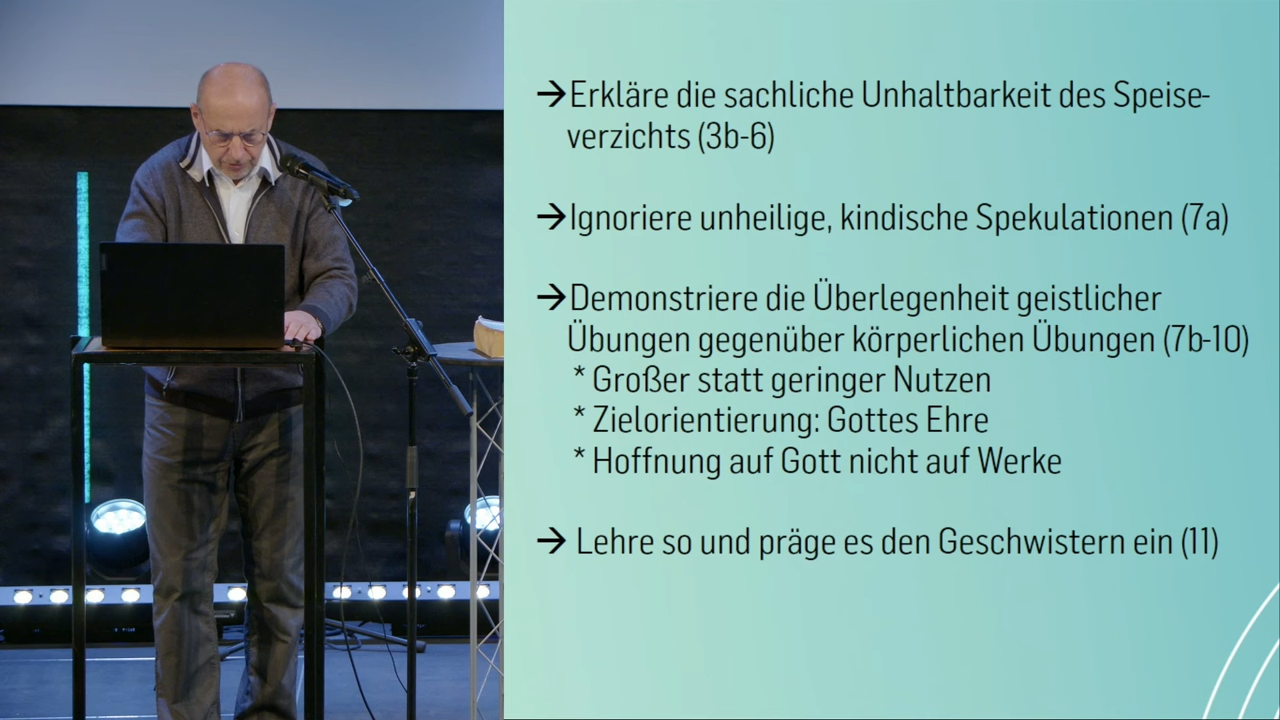 →Erkläre die sachliche Unhaltbarkeit des Speise-
verzichts (3b-6)
→Ignoriere unheilige, kindische Spekulationen (7a)
→Demonstriere die Überlegenheit geistlicher
Übungen gegenüber körperlichen Übungen (7b-10)
* Großer statt geringer Nutzen
* Zielorientierung: Gottes Ehre
* Hoffnung auf Gott nicht auf Werke
→ Lehre so und präge es den Geschwistern ein (11)